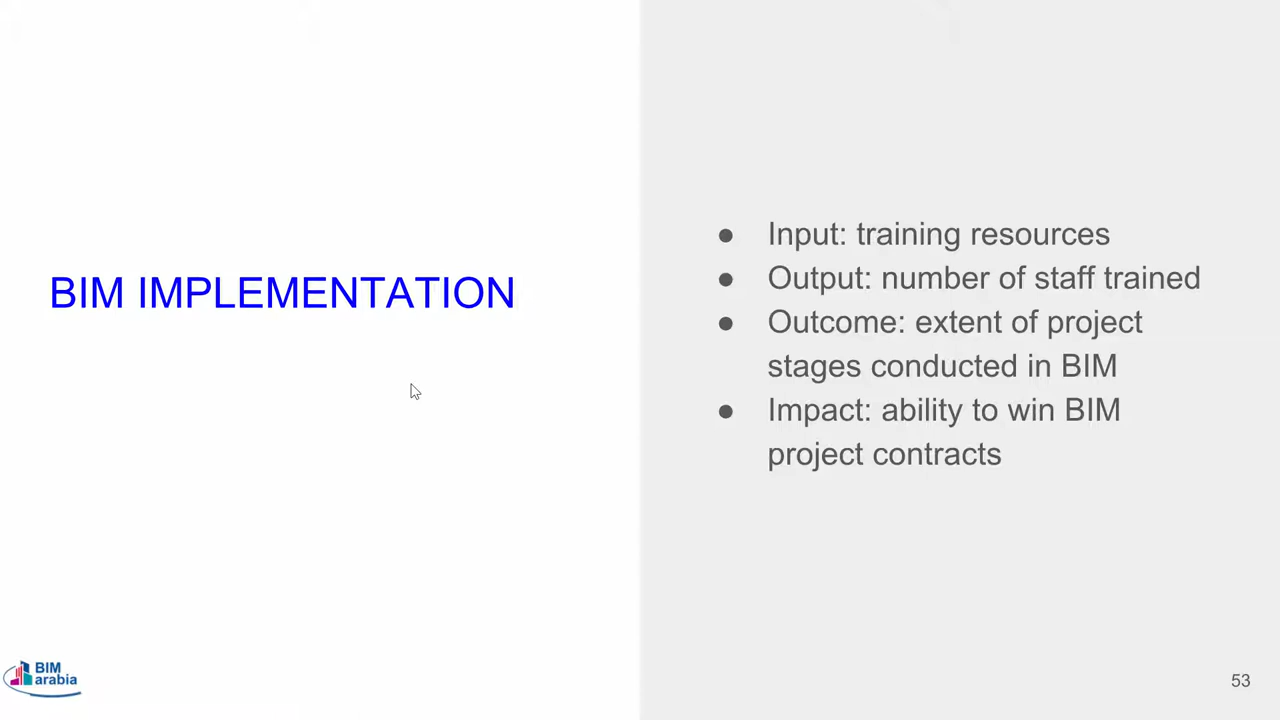 BIM IMPLEMENTATION
● Input: training resources
● Output: number of staff trained
● Outcome: extent of project
stages conducted in BIM
● Impact: ability to win BIM
project contracts
BIM
arabia
53